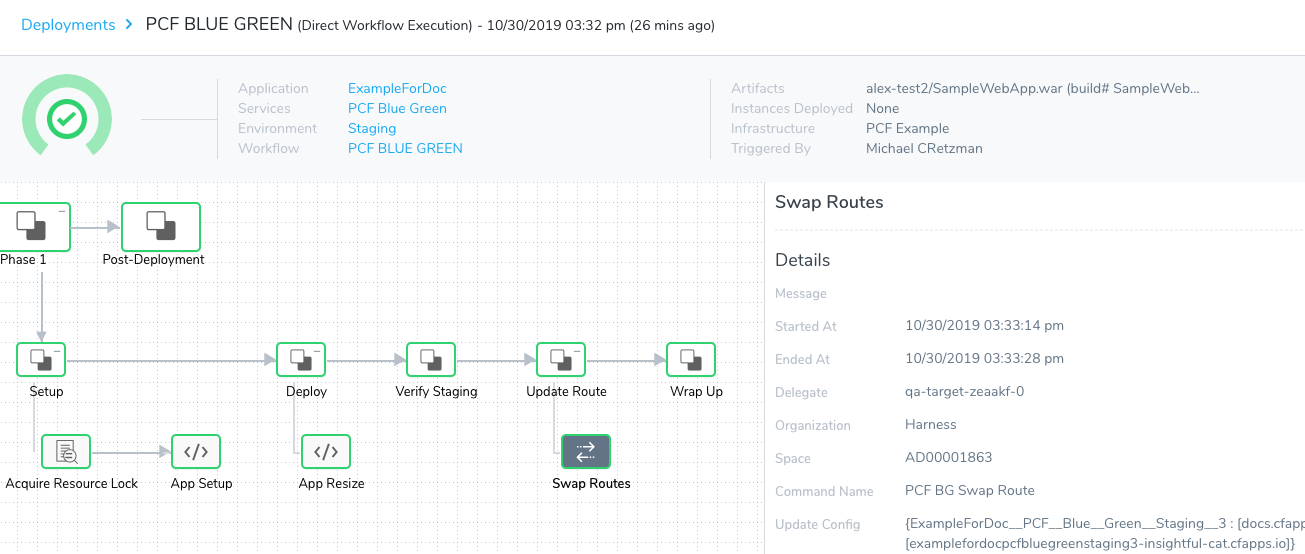 Deployments > PCF BLUE GREEN (Direct Workflow Execution) - 10/30/2019 03:32 pm (26 mins ago)
Application ExampleForDoc
Services PCF Blue Green
Environment Staging
Workflow PCF BLUE GREEN
Artifacts alex-test2/SampleWebApp.war (build# SampleWeb...
Instances Deployed None
Infrastructure PCF Example
Triggered By Michael CRetzman
Phase 1 Post-Deployment
Setup Deploy Verify Staging Update Route Wrap Up
</> </>
Acquire Resource Lock App Setup App Resize Swap Routes
Swap Routes
Details
Message
Started At 10/30/2019 03:33:14 pm
Ended At 10/30/2019 03:33:28 pm
Delegate qa-target-zeaakf-0
Organization Harness
Space AD00001863
Command Name PCF BG Swap Route
Update Config {ExampleForDoc__PCF__Blue__Green__Staging__3 : [docs.cfapp
[examplefordocpcfbluegreenstaging3-insightful-cat.cfapps.io]}